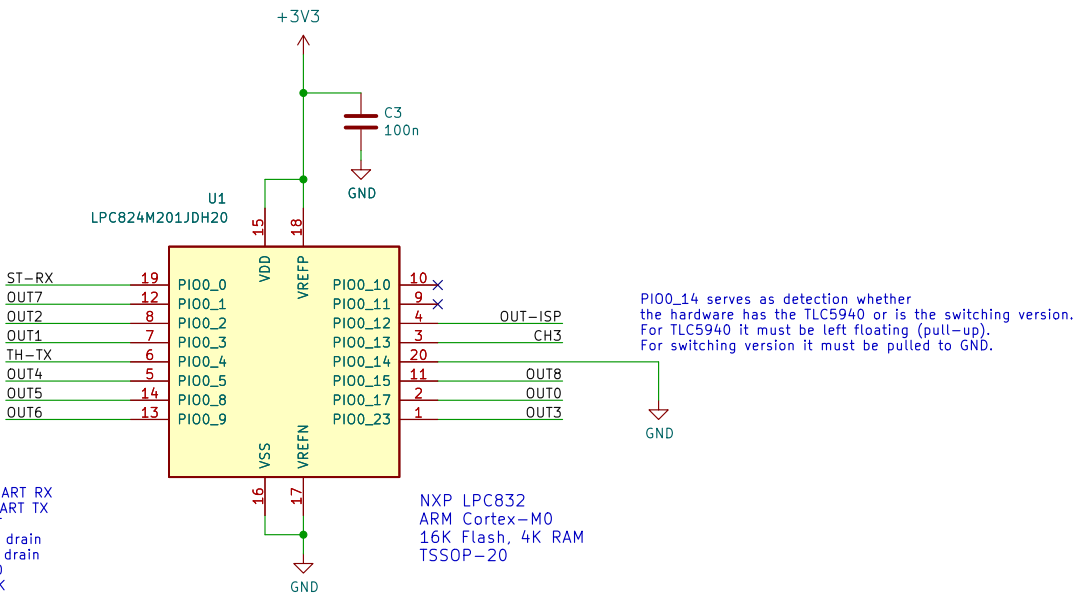 +3V3
C3
100n
GND
U1
LPC824M201JDH20
15
18
VDD
VREFP
ST-RX 19 PIO0_0
OUT7 12 PIO0_1
OUT2 8 PIO0_2
OUT1 7 PIO0_3
TH-TX 6 PIO0_4
OUT4 5 PIO0_5
OUT5 14 PIO0_8
OUT6 13 PIO0_9
PIO0_10 10
PIO0_11 9
PIO0_12 4 OUT-ISP
PIO0_13 3 CH3
PIO0_14 20
PIO0_15 11 OUT8
PIO0_17 2 OUT0
PIO0_23 1 OUT3
VSS
VREFN
16
17
GND
PIO0_14 serves as detection whether
the hardware has the TLC5940 or is the switching version.
For TLC5940 it must be left floating (pull-up).
For switching version it must be pulled to GND.
GND
ART RX
ART TX
drain
drain
NXP LPC832
ARM Cortex-M0
16K Flash, 4K RAM
TSSOP-20